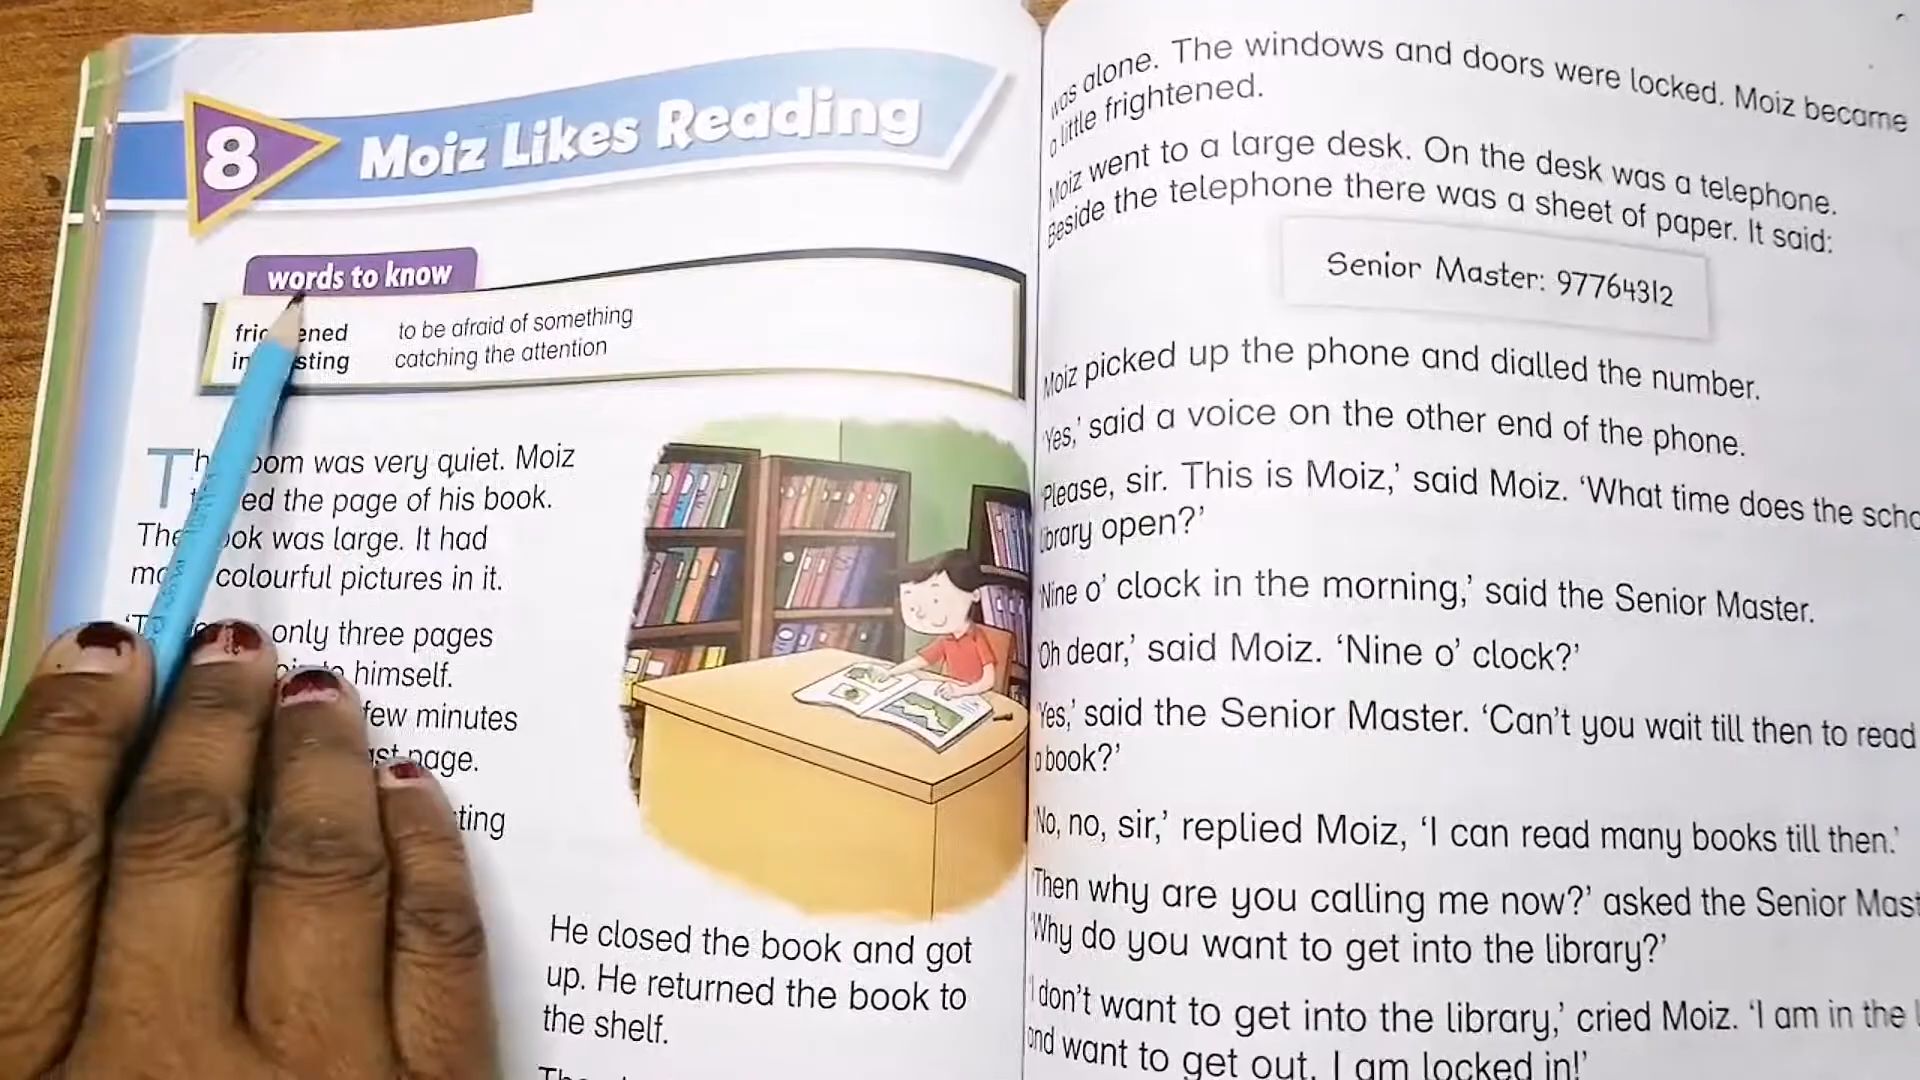 8 Moiz Likes Reading
words to know
to be afraid of something
catching the attention
room was very quiet. Moiz
the page of his book.
The book was large. It had
colourful pictures in it.
only three pages
himself.
few minutes
last page.
He closed the book and got
up. He returned the book to
the shelf.
was alone. The windows and doors were locked. Moiz became
a little frightened.
Moiz went to a large desk. On the desk was a telephone.
Beside the telephone there was a sheet of paper. It said:
Senior Master: 97764312
Moiz picked up the phone and dialled the number.
'Yes,' said a voice on the other end of the phone.
'Please, sir. This is Moiz,' said Moiz. 'What time does the
library open?'
'Nine o' clock in the morning,' said the Senior Master.
'Oh dear,' said Moiz. 'Nine o' clock?'
'Yes,' said the Senior Master. 'Can't you wait till then to read
a book?'
'No, no, sir,' replied Moiz, 'I can read many books till then.'
'Then why are you calling me now?' asked the Senior
'Why do you want to get into the library?'
'I don't want to get into the library,' cried Moiz. 'I am in the
and want to get out. I am locked in!'